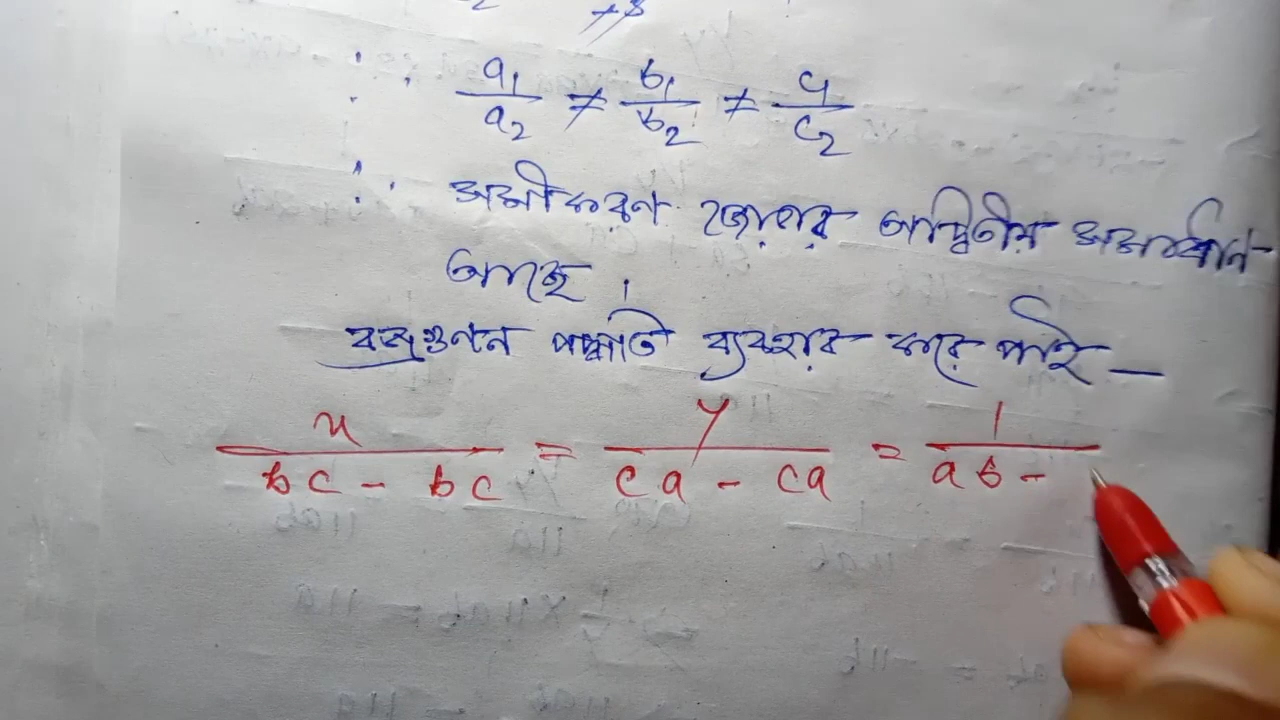 ∴ a₁/a₂ ≠ b₁/b₂ ≠ c₁/c₂
∴ সমীকরণ জোড়ার অদ্বিতীয় সমাধান
আছে ।
বজ্রগুণন পদ্ধতি ব্যবহার করে পাই —
x/(bc - bc) = y/(ca - ca) = 1/(ab -